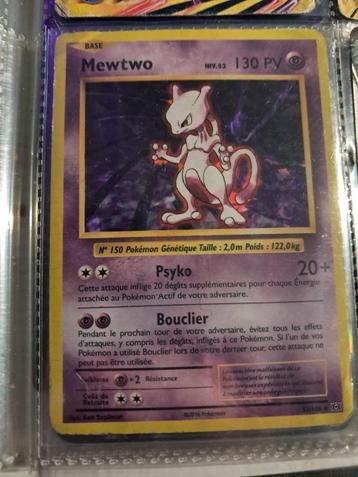 BASE
Mewtwo NIV.53 130 PV
N° 150 Pokémon Génétique Taille : 2,0m Poids : 122,0kg
Psyko 20+
Cette attaque inflige 20 dégâts supplémentaires pour chaque Énergie
attachée au Pokémon Actif de votre adversaire.
Bouclier
Pendant le prochain tour de votre adversaire, évitez tous les effets
d'attaques, y compris les dégâts, infligés à ce Pokémon. Si l'un de vos
Pokémon a utilisé Bouclier lors de votre dernier tour, cette attaque ne
peut pas être utilisée.
Faiblesse ×2 Résistance
Coût de
Retraite
Illus. Ken Sugimori
©2016 Pokémon